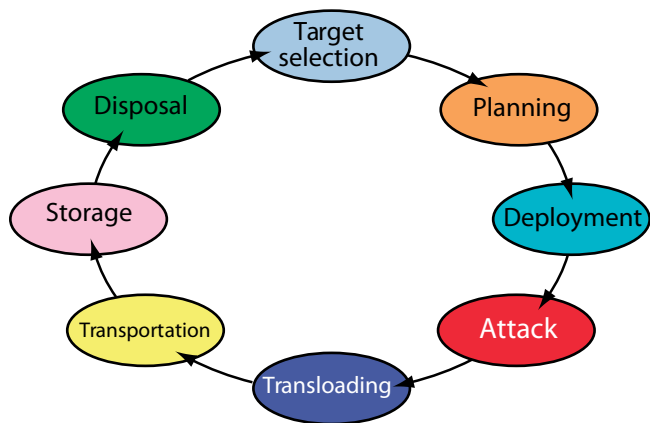 Target
selection
Planning
Deployment
Attack
Transloading
Transportation
Storage
Disposal